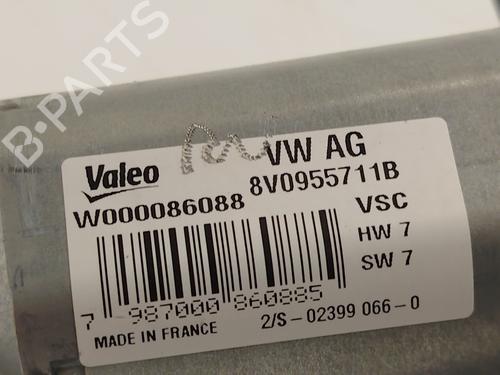 B-PARTS
VW AG
Valeo
8V0955711B
W000086088
VSC
HW 7
SW 7
7 987000 860885
MADE IN FRANCE
2/S-02399 066-0